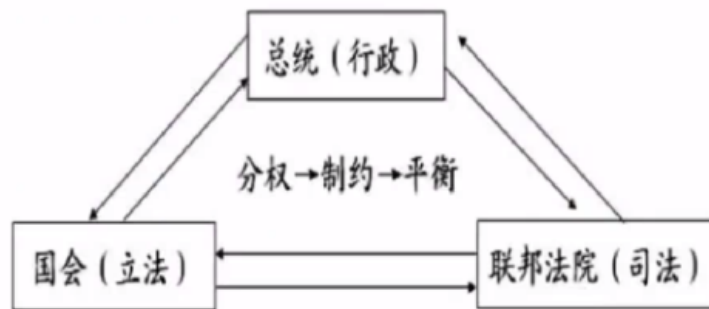 总统（行政）
分权→制约→平衡
国会（立法）
联邦法院（司法）